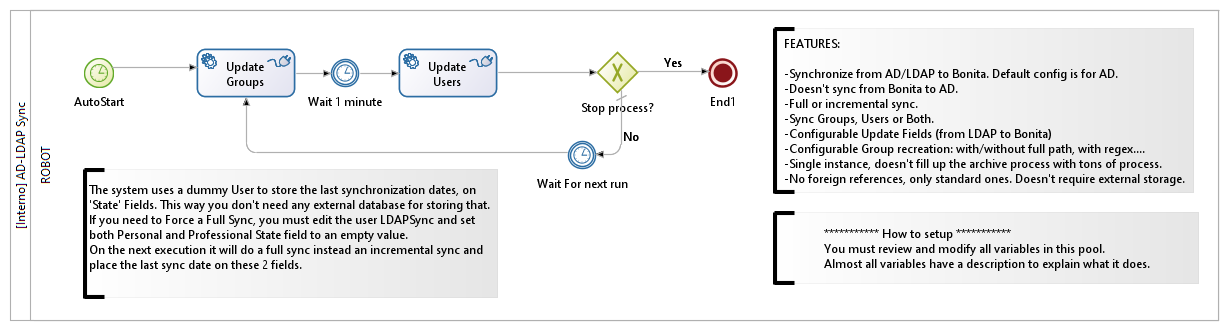 [Interno] AD-LDAP Sync
ROBOT
AutoStart
Update
Groups
Wait 1 minute
Update
Users
Stop process?
Yes
End1
No
Wait For next run
The system uses a dummy User to store the last synchronization dates, on
'State' Fields. This way you don't need any external database for storing that.
If you need to Force a Full Sync, you must edit the user LDAPSync and set
both Personal and Professional State field to an empty value.
On the next execution it will do a full sync instead an incremental sync and
place the last sync date on these 2 fields.
FEATURES:
-Synchronize from AD/LDAP to Bonita. Default config is for AD.
-Doesn't sync from Bonita to AD.
-Full or incremental sync.
-Sync Groups, Users or Both.
-Configurable Update Fields (from LDAP to Bonita)
-Configurable Group recreation: with/without full path, with regex....
-Single instance, doesn't fill up the archive process with tons of process.
-No foreign references, only standard ones. Doesn't require external storage.
*********** How to setup ***********
You must review and modify all variables in this pool.
Almost all variables have a description to explain what it does.